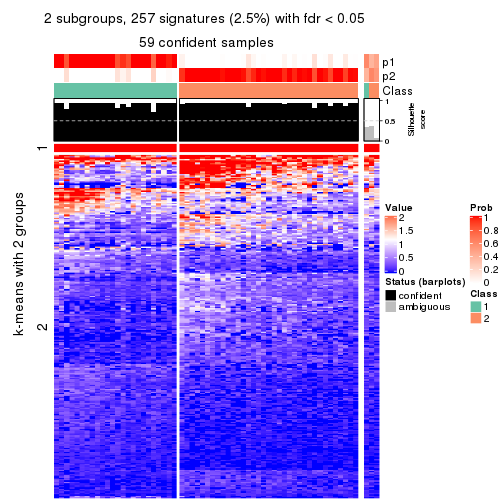 2 subgroups, 257 signatures (2.5%) with fdr < 0.05
59 confident samples
p1
p2
Class
1
0.5
0
Silhouette
score
1
2
k-means with 2 groups
Value
2
1.5
1
0.5
0
Status (barplots)
confident
ambiguous
Prob
1
0.8
0.6
0.4
0.2
0
Class
1
2